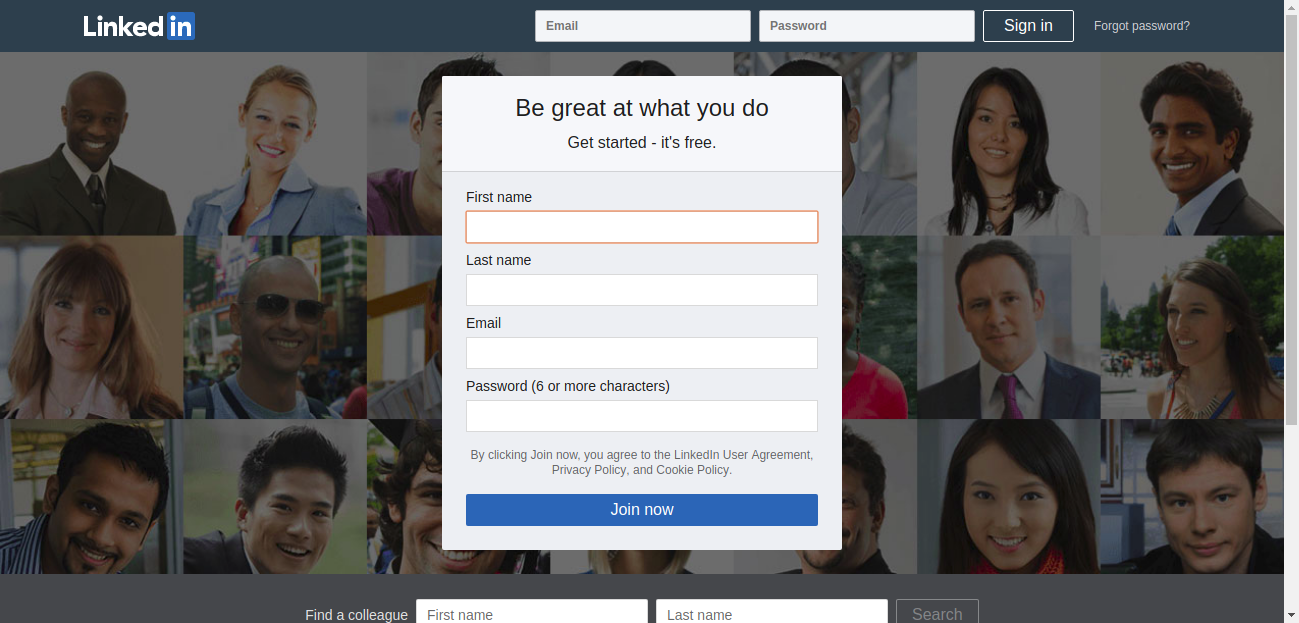 Linked in
Email
Password
Sign in
Forgot password?
Be great at what you do
Get started - it's free.
First name
Last name
Email
Password (6 or more characters)
By clicking Join now, you agree to the LinkedIn User Agreement,
Privacy Policy, and Cookie Policy.
Join now
Find a colleague
First name
Last name
Search